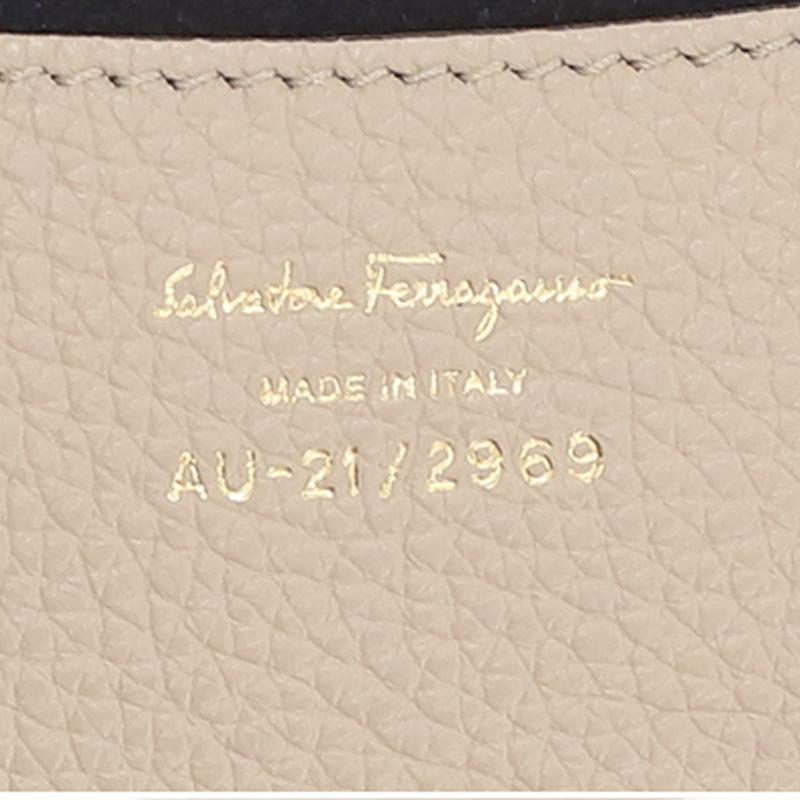 Salvatore Ferragamo
MADE IN ITALY
AU-21/2969